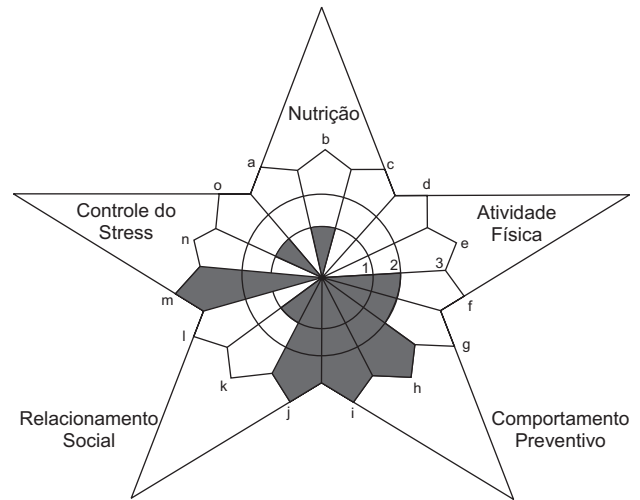 Nutrição
b
a
c
o
d
Controle do
Stress
Atividade
Física
n
e
1
2
3
m
f
l
g
k
h
j
i
Relacionamento
Social
Comportamento
Preventivo